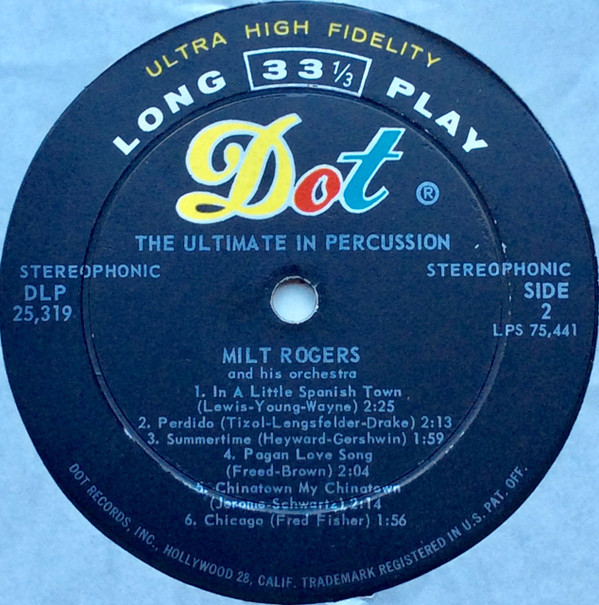 ULTRA HIGH FIDELITY
LONG 33 1/3 PLAY
Dot ®
THE ULTIMATE IN PERCUSSION
STEREOPHONIC
DLP
25,319
STEREOPHONIC
SIDE
2
LPS 75,441
MILT ROGERS
and his orchestra
1. In A Little Spanish Town
(Lewis-Young-Wayne) 2:25
2. Perdido (Tizol-Lengsfelder-Drake) 2:13
3. Summertime (Heyward-Gershwin) 1:59
4. Pagan Love Song
(Freed-Brown) 2:04
5. Chinatown My Chinatown
(Jerome-Schwartz) 2:14
6. Chicago (Fred Fisher) 1:56
DOT RECORDS, INC., HOLLYWOOD 28, CALIF. TRADEMARK REGISTERED IN U.S. PAT. OFF.